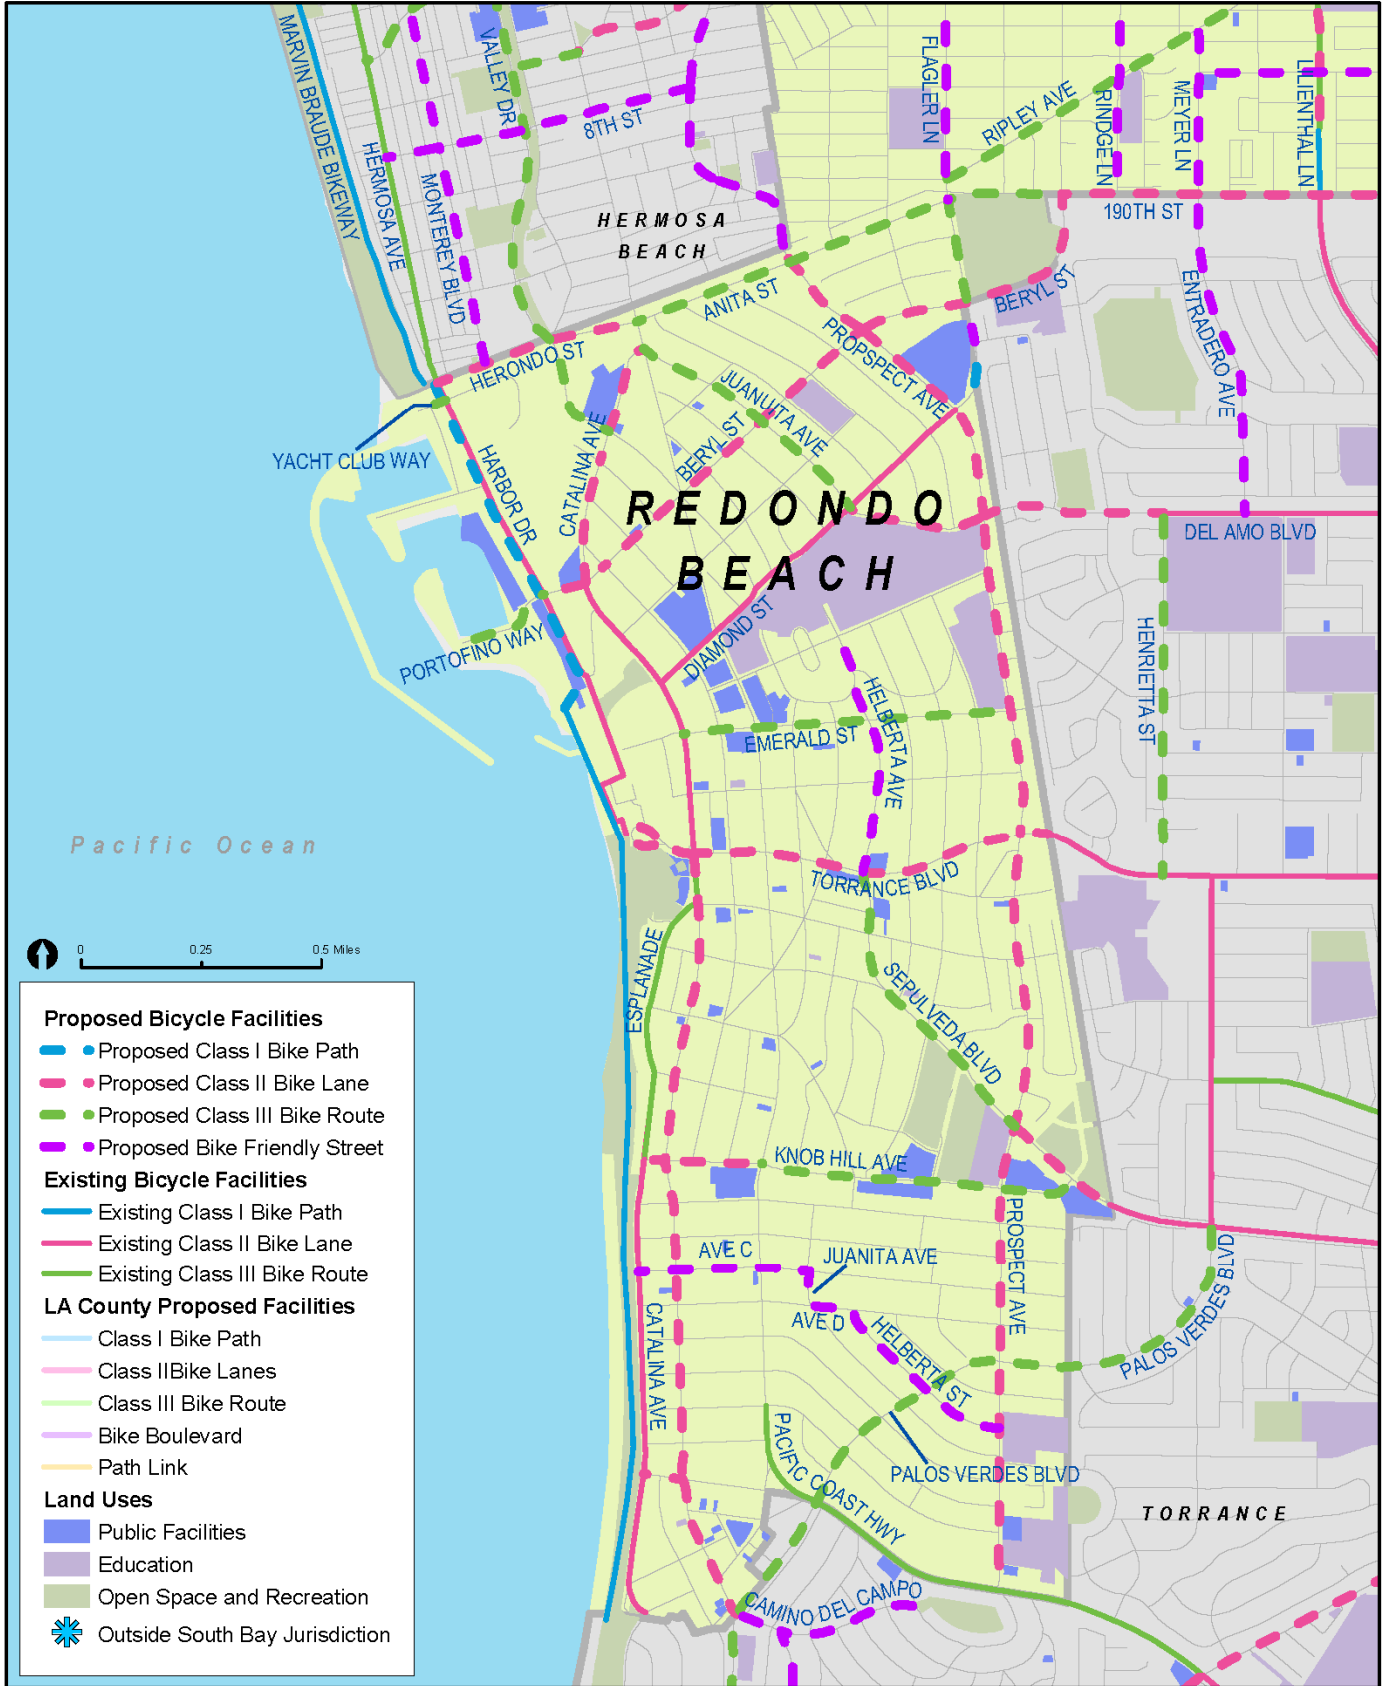 MARVIN BRAUDE BIKEWAY
HERMOSA AVE
MONTEREY BLVD
VALLEY DR
8TH ST
HERMOSA
BEACH
FLAGLER LN
RIPLEY AVE
RINDGE LN
MEYER LN
LILIENTHAL LN
190TH ST
ENTRADERO AVE
BERYL ST
ANITA ST
PROPSPECT AVE
HERONDO ST
JUANUITA AVE
CATALINA AVE
BERYL ST
YACHT CLUB WAY
HARBOR DR
REDONDO
BEACH
DEL AMO BLVD
DIAMOND ST
PORTOFINO WAY
HELBERTA AVE
EMERALD ST
HENRIETTA ST
Pacific Ocean
TORRANCE BLVD
ESPLANADE
SEPULVEDA BLVD
0 0.25 0.5 Miles
KNOB HILL AVE
PROSPECT AVE
AVE C
JUANITA AVE
AVE D
HELBERTA ST
CATALINA AVE
PALOS VERDES BLVD
PACIFIC COAST HWY
PALOS VERDES BLVD
TORRANCE
CAMINO DEL CAMPO
Proposed Bicycle Facilities
Proposed Class I Bike Path
Proposed Class II Bike Lane
Proposed Class III Bike Route
Proposed Bike Friendly Street
Existing Bicycle Facilities
Existing Class I Bike Path
Existing Class II Bike Lane
Existing Class III Bike Route
LA County Proposed Facilities
Class I Bike Path
Class IIBike Lanes
Class III Bike Route
Bike Boulevard
Path Link
Land Uses
Public Facilities
Education
Open Space and Recreation
Outside South Bay Jurisdiction